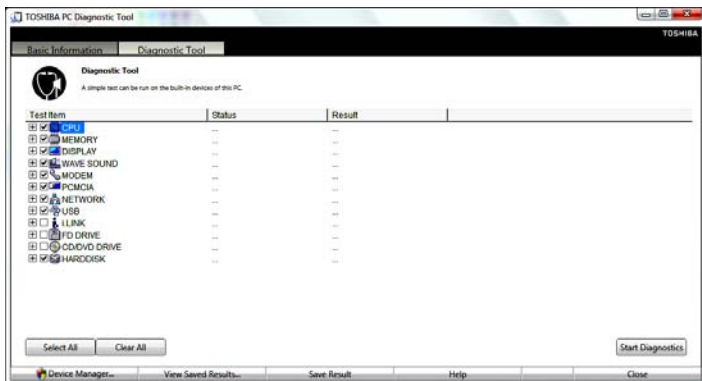 TOSHIBA PC Diagnostic Tool
TOSHIBA
Basic Information Diagnostic Tool
Diagnostic Tool
A simple test can be run on the built-in devices of this PC.
Test Item Status Result
CPU ... ...
MEMORY ... ...
DISPLAY ... ...
WAVE SOUND ... ...
MODEM ... ...
PCMCIA ... ...
NETWORK ... ...
USB ... ...
i.LINK ... ...
FD DRIVE ... ...
CD/DVD DRIVE ... ...
HARDDISK ... ...
Select All Clear All Start Diagnostics
Device Manager... View Saved Results... Save Result Help Close